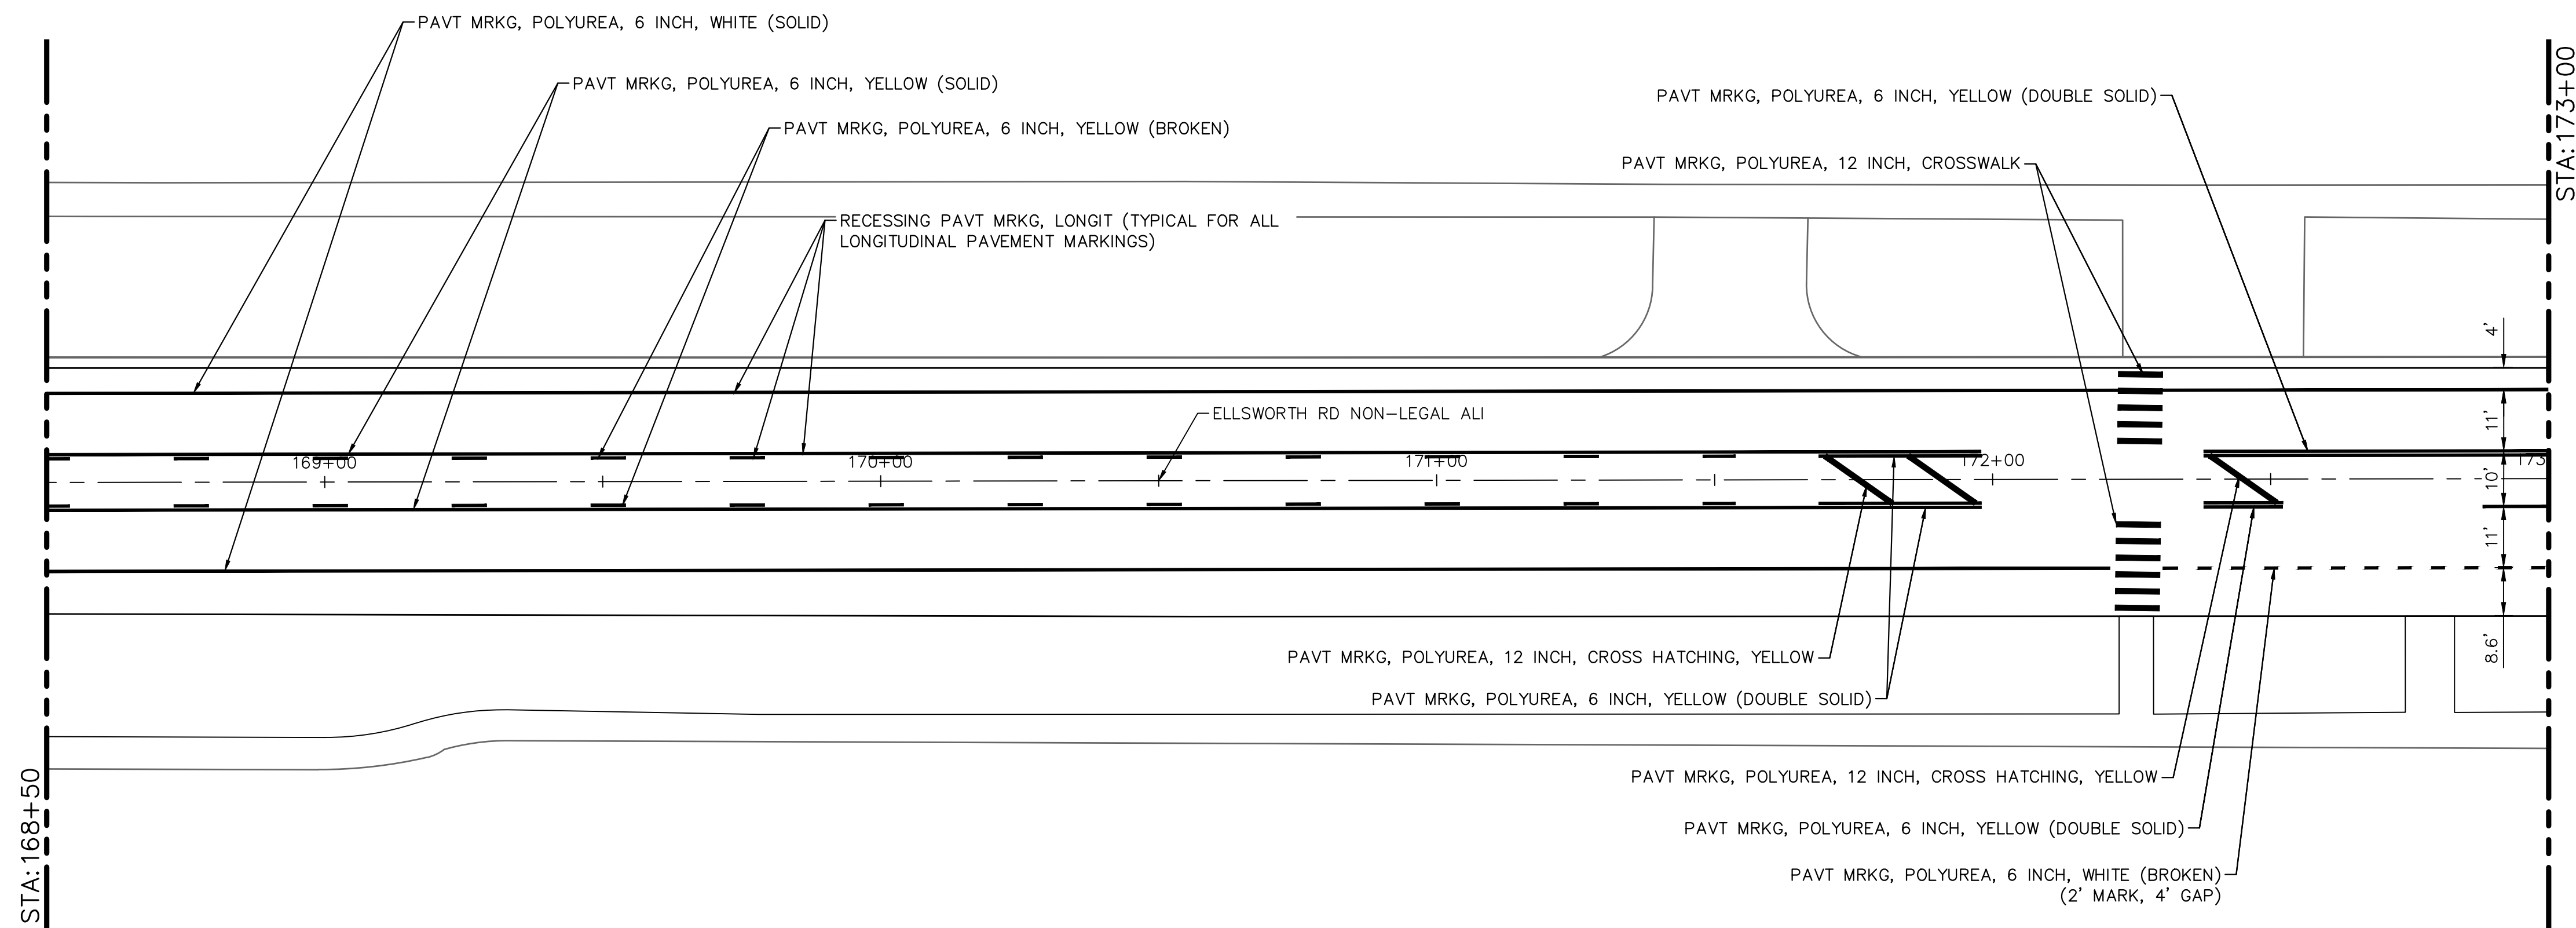 PAVT MRKG, POLYUREA, 6 INCH, WHITE (SOLID)
PAVT MRKG, POLYUREA, 6 INCH, YELLOW (SOLID)
PAVT MRKG, POLYUREA, 6 INCH, YELLOW (BROKEN)
RECESSING PAVT MRKG, LONGIT (TYPICAL FOR ALL
LONGITUDINAL PAVEMENT MARKINGS)
PAVT MRKG, POLYUREA, 6 INCH, YELLOW (DOUBLE SOLID)
PAVT MRKG, POLYUREA, 12 INCH, CROSSWALK
STA: 173+00
ELLSWORTH RD NON-LEGAL ALI
169+00
170+00
171+00
172+00
173
4'
11'
10'
11'
8.6'
PAVT MRKG, POLYUREA, 12 INCH, CROSS HATCHING, YELLOW
PAVT MRKG, POLYUREA, 6 INCH, YELLOW (DOUBLE SOLID)
PAVT MRKG, POLYUREA, 12 INCH, CROSS HATCHING, YELLOW
PAVT MRKG, POLYUREA, 6 INCH, YELLOW (DOUBLE SOLID)
PAVT MRKG, POLYUREA, 6 INCH, WHITE (BROKEN)
(2' MARK, 4' GAP)
STA: 168+50